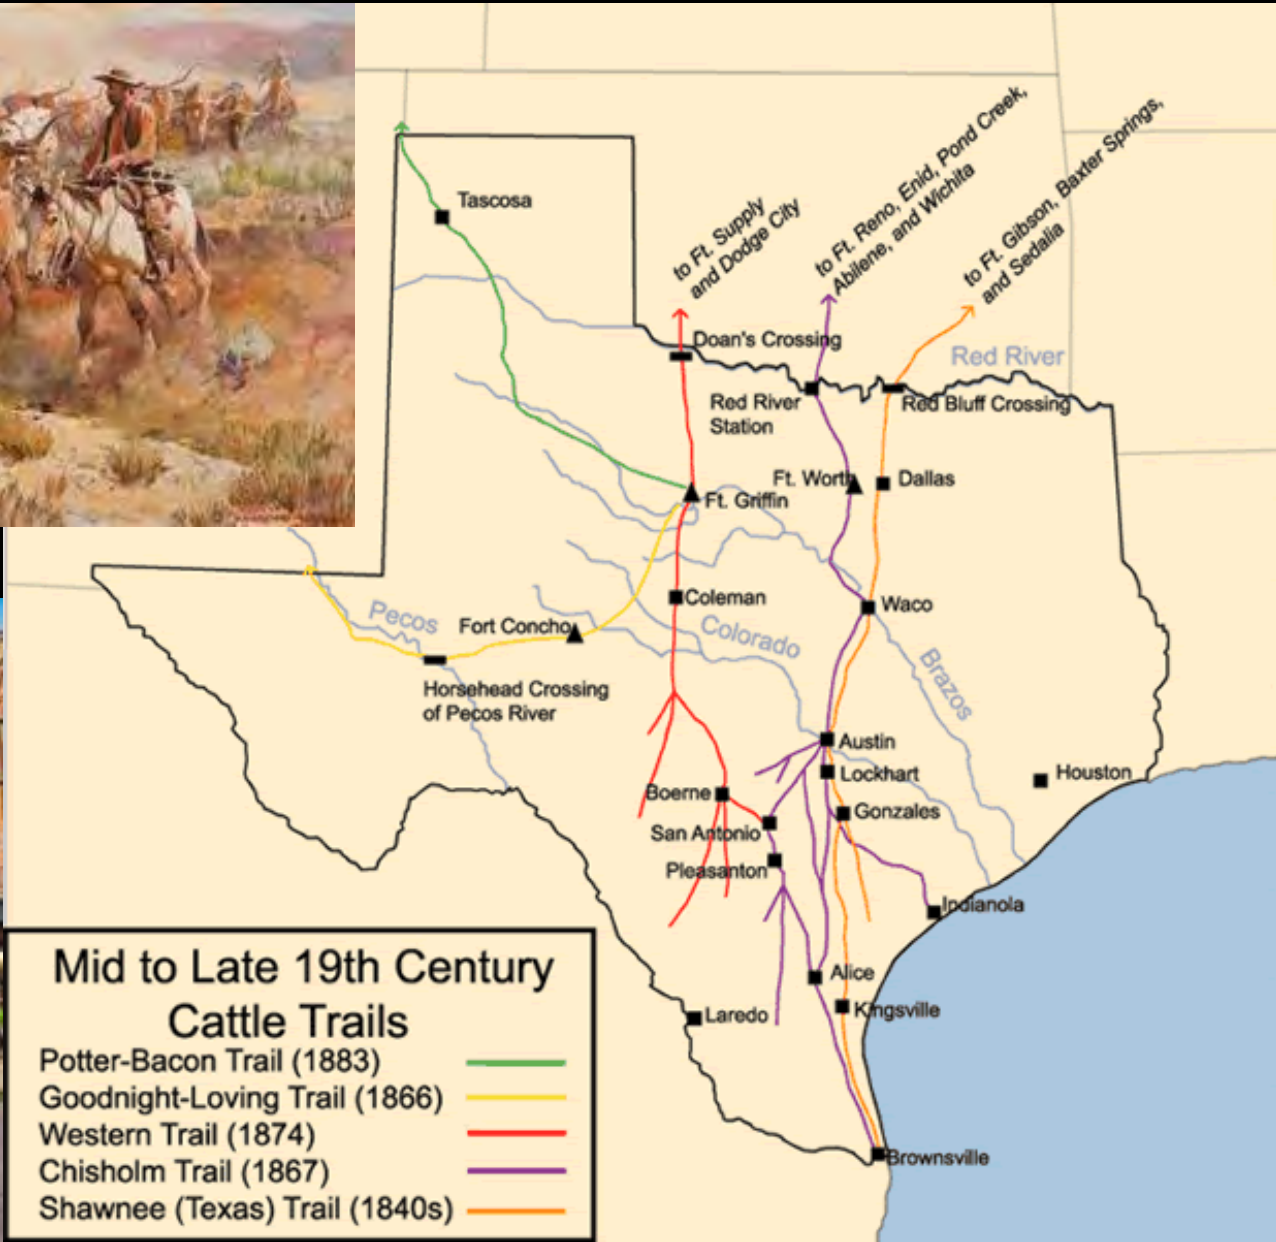 Tascosa
to Ft. Supply
and Dodge City
to Ft. Reno, Enid, Pond Creek,
Abilene, and Wichita
to Ft. Gibson, Baxter Springs,
and Sedalia
Doan's Crossing
Red River
Red River
Station
Red Bluff Crossing
Ft. Worth
Dallas
Ft. Griffin
Coleman
Waco
Pecos
Fort Concho
Colorado
Brazos
Horsehead Crossing
of Pecos River
Austin
Lockhart
Houston
Boerne
Gonzales
San Antonio
Pleasanton
Indianola
Alice
Kingsville
Laredo
Brownsville
Mid to Late 19th Century
Cattle Trails
Potter-Bacon Trail (1883)
Goodnight-Loving Trail (1866)
Western Trail (1874)
Chisholm Trail (1867)
Shawnee (Texas) Trail (1840s)